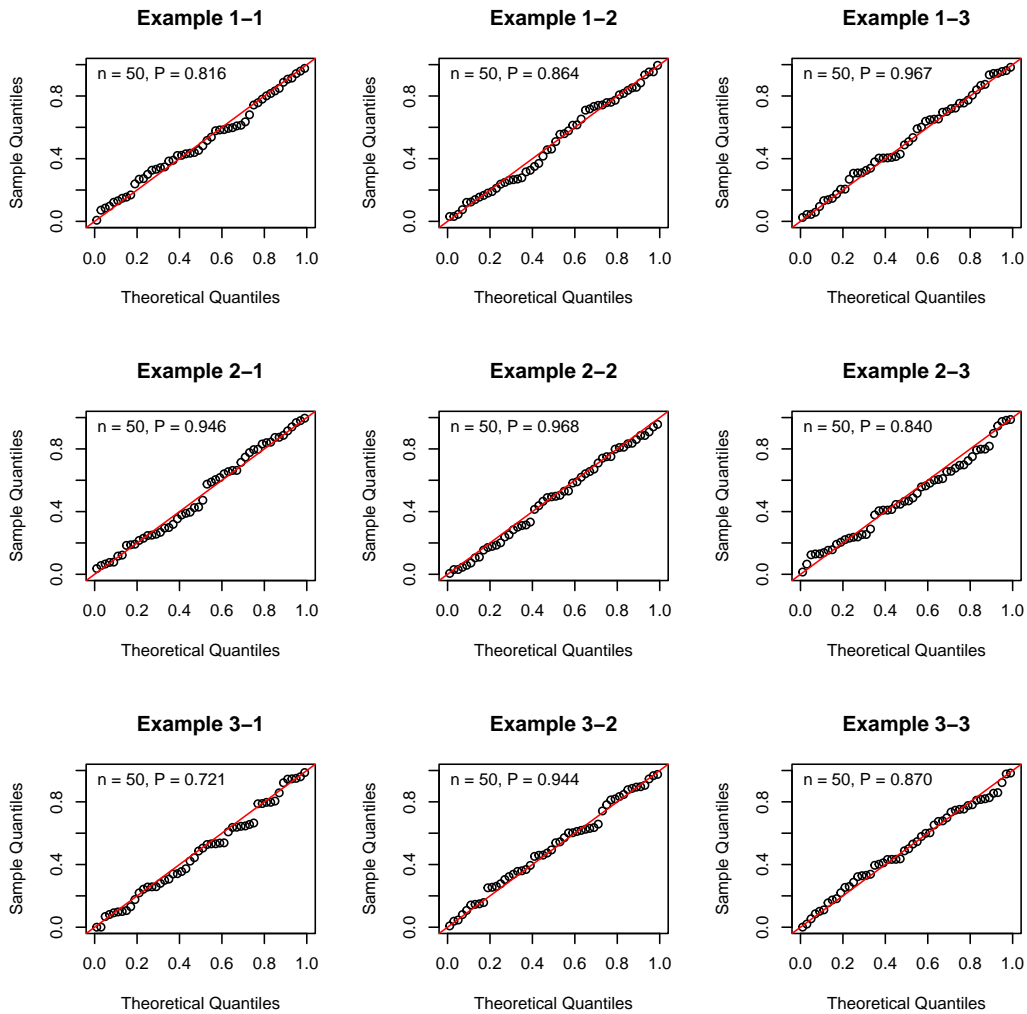 Example 1−1
n = 50, P = 0.816
Sample Quantiles
0.0 0.4 0.8
0.0 0.2 0.4 0.6 0.8 1.0
Theoretical Quantiles
Example 1−2
n = 50, P = 0.864
Sample Quantiles
0.0 0.4 0.8
0.0 0.2 0.4 0.6 0.8 1.0
Theoretical Quantiles
Example 1−3
n = 50, P = 0.967
Sample Quantiles
0.0 0.4 0.8
0.0 0.2 0.4 0.6 0.8 1.0
Theoretical Quantiles
Example 2−1
n = 50, P = 0.946
Sample Quantiles
0.0 0.4 0.8
0.0 0.2 0.4 0.6 0.8 1.0
Theoretical Quantiles
Example 2−2
n = 50, P = 0.968
Sample Quantiles
0.0 0.4 0.8
0.0 0.2 0.4 0.6 0.8 1.0
Theoretical Quantiles
Example 2−3
n = 50, P = 0.840
Sample Quantiles
0.0 0.4 0.8
0.0 0.2 0.4 0.6 0.8 1.0
Theoretical Quantiles
Example 3−1
n = 50, P = 0.721
Sample Quantiles
0.0 0.4 0.8
0.0 0.2 0.4 0.6 0.8 1.0
Theoretical Quantiles
Example 3−2
n = 50, P = 0.944
Sample Quantiles
0.0 0.4 0.8
0.0 0.2 0.4 0.6 0.8 1.0
Theoretical Quantiles
Example 3−3
n = 50, P = 0.870
Sample Quantiles
0.0 0.4 0.8
0.0 0.2 0.4 0.6 0.8 1.0
Theoretical Quantiles